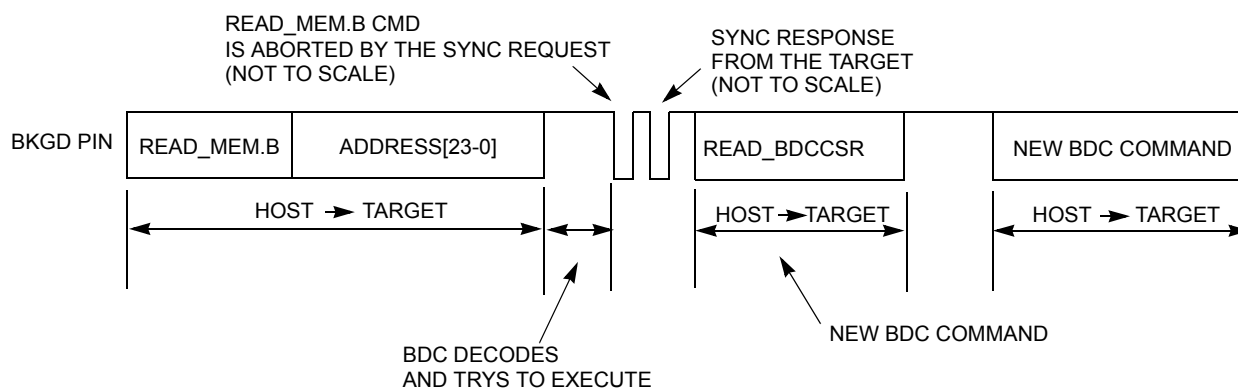 READ_MEM.B CMD
IS ABORTED BY THE SYNC REQUEST
(NOT TO SCALE)
SYNC RESPONSE
FROM THE TARGET
(NOT TO SCALE)
BKGD PIN
READ_MEM.B
ADDRESS[23-0]
READ_BDCCSR
NEW BDC COMMAND
HOST → TARGET
HOST → TARGET
HOST → TARGET
NEW BDC COMMAND
BDC DECODES
AND TRYS TO EXECUTE